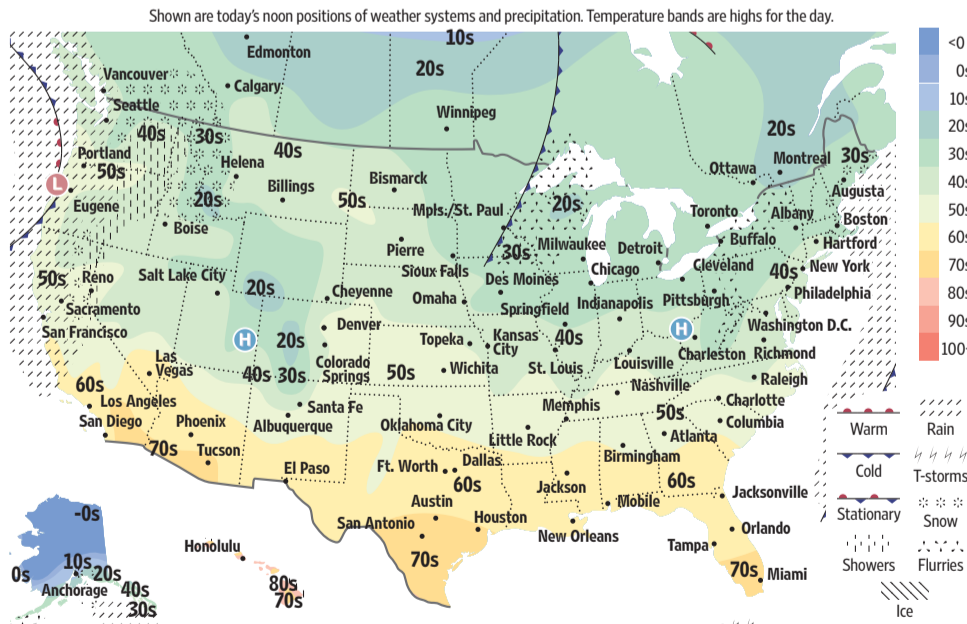 Shown are today's noon positions of weather systems and precipitation. Temperature bands are highs for the day.
10s
<0
Edmonton
20s
0s
Vancouver
Calgary
10s
Seattle
Winnipeg
20s
40s
30s
20s
30s
Portland
40s
Montreal
30s
50s
Helena
Ottawa
40s
L
Billings
Bismarck
Augusta
Eugene
20s
50s
Mpls./St. Paul
20s
Toronto
Albany
Boston
50s
Boise
Buffalo
Hartford
60s
Pierre
30s
Milwaukee
Detroit
Cleveland
New York
70s
50s
Reno
Salt Lake City
Sioux Falls
Des Moines
Chicago
40s
80s
20s
Cheyenne
Omaha
Springfield
Indianapolis
Pittsburgh
Philadelphia
Sacramento
90s
San Francisco
H
20s
Denver
Topeka
Kansas
City
40s
H
Washington D.C.
100+
Las
Vegas
40s
30s
Colorado
Springs
50s
Wichita
St. Louis
Louisville
Charleston
Richmond
60s
Nashville
Raleigh
Los Angeles
Santa Fe
Memphis
50s
Charlotte
San Diego
Phoenix
Albuquerque
Oklahoma City
Little Rock
Atlanta
Columbia
Warm
Rain
70s
Tucson
Birmingham
El Paso
Ft. Worth
Dallas
60s
Jackson
60s
Cold
T-storms
Austin
Mobile
Jacksonville
-0s
San Antonio
Houston
New Orleans
Orlando
Stationary
Snow
Honolulu
70s
Tampa
10s
0s
20s
80s
70s
Miami
Showers
Flurries
Anchorage
40s
70s
30s
Ice